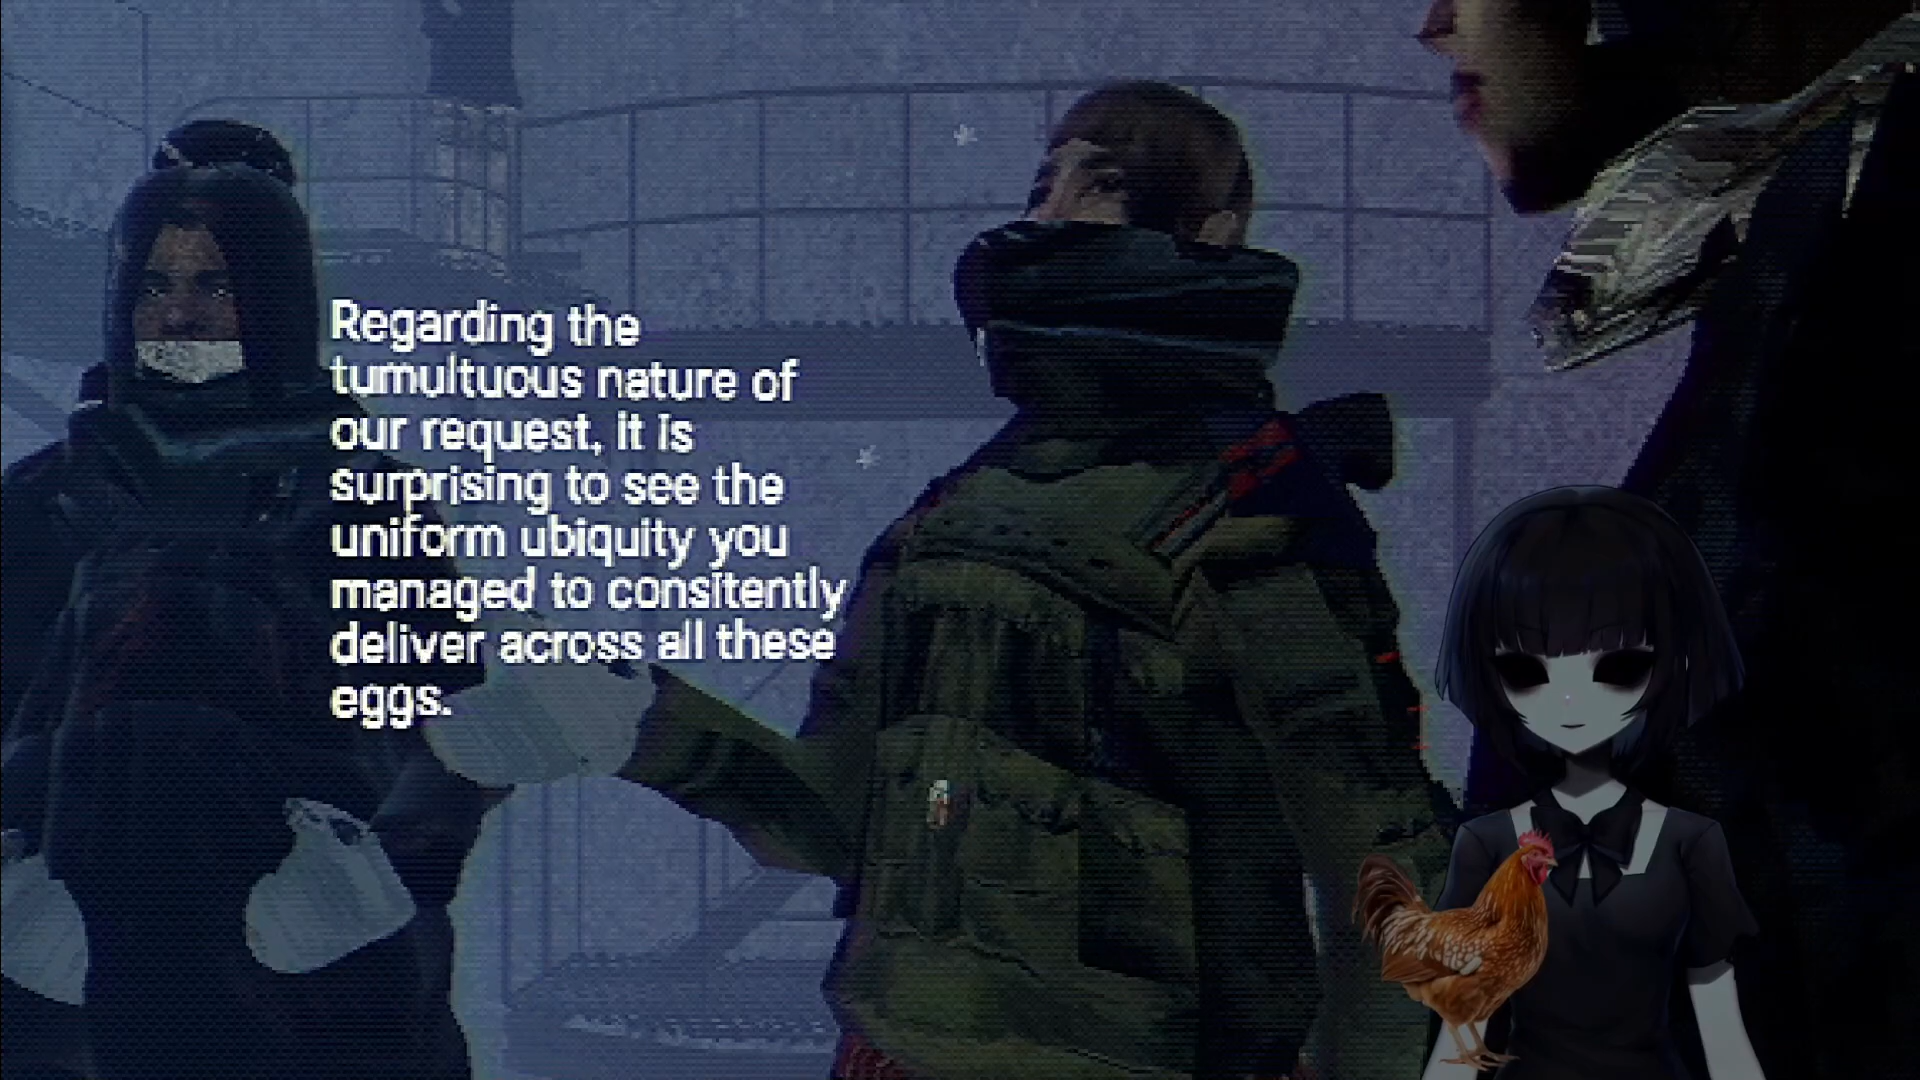 Regarding the
tumultuous nature of
our request, it is
surprising to see the
uniform ubiquity you
managed to consitently
deliver across all these
eggs.